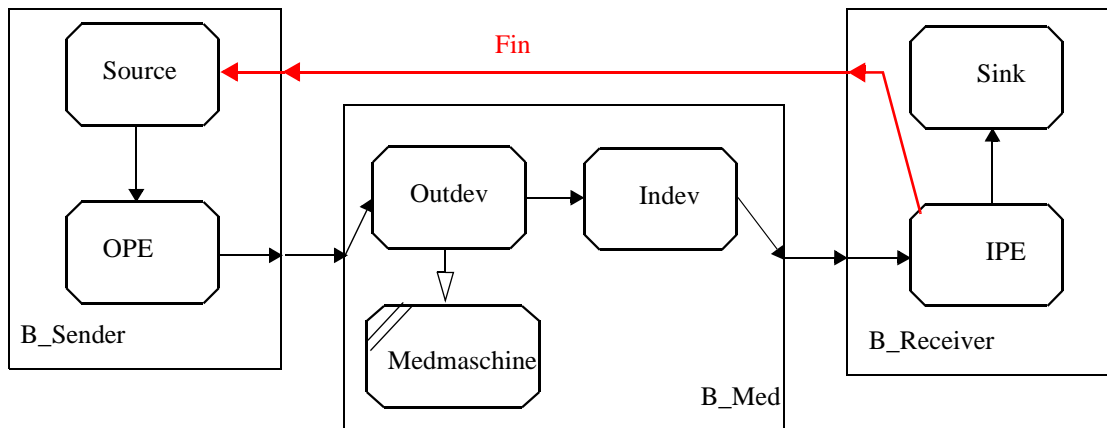 Fin
Source
Sink
Outdev
Indev
OPE
IPE
B_Sender
Medmaschine
B_Receiver
B_Med